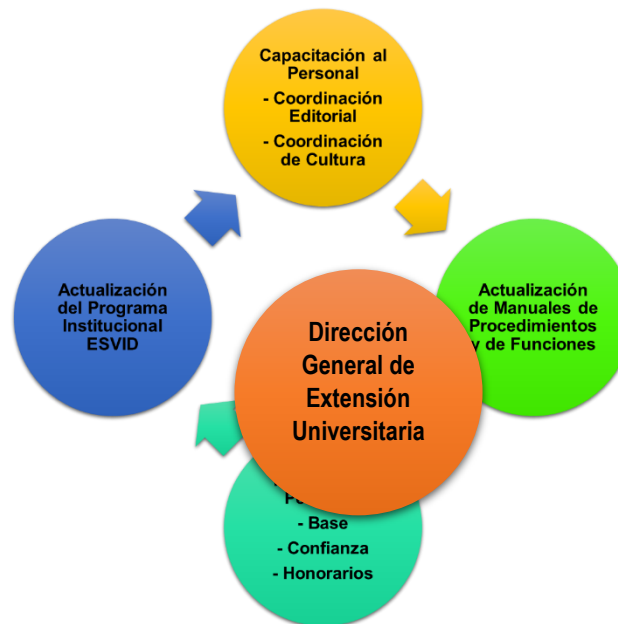 Capacitación al
Personal
- Coordinación
Editorial
- Coordinación
de Cultura
Actualización
del Programa
Institucional
ESVID
Actualización
de Manuales de
Procedimientos
y de Funciones
Dirección
General de
Extensión
Universitaria
- Base
- Confianza
- Honorarios